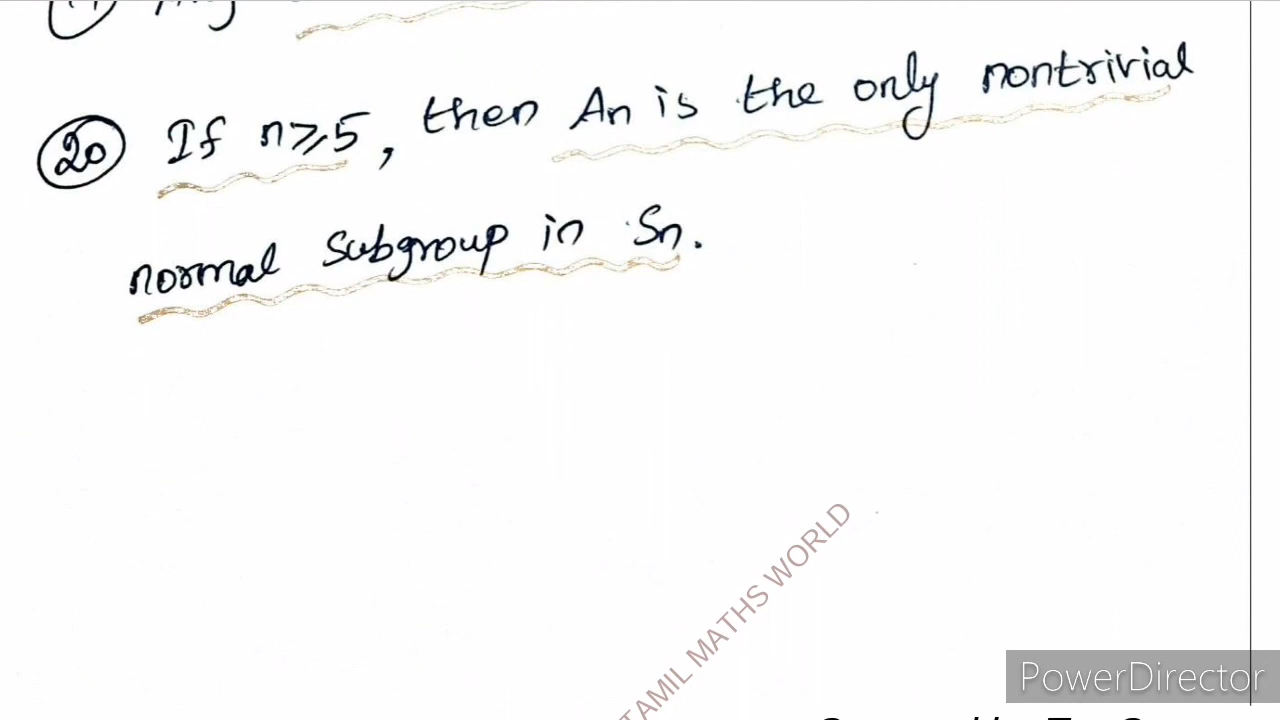 20 If n≥5, then An is the only nontrivial
normal subgroup in Sn.
TAMIL MATHS WORLD
PowerDirector